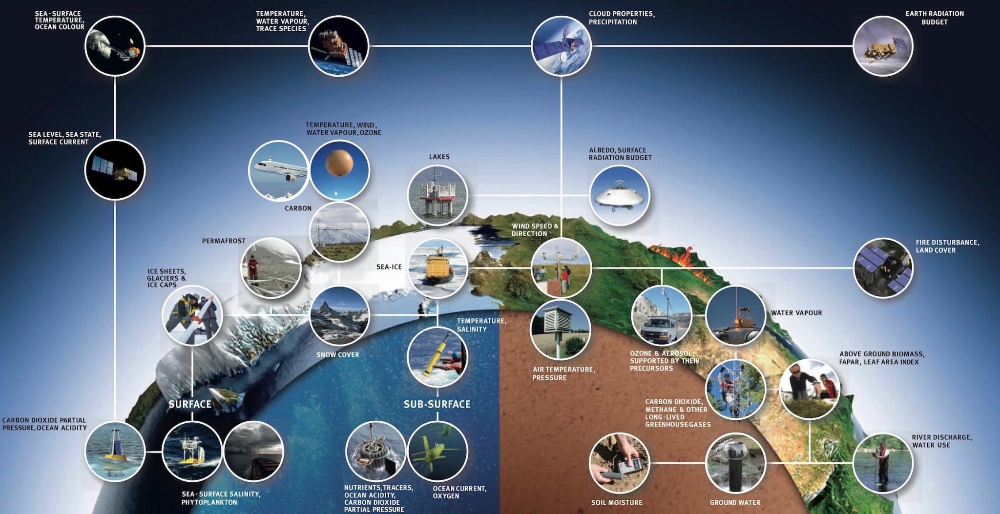 SEA-SURFACE
TEMPERATURE,
OCEAN COLOUR
TEMPERATURE,
WATER VAPOUR,
TRACE SPECIES
CLOUD PROPERTIES,
PRECIPITATION
EARTH RADIATION
BUDGET
SEA LEVEL, SEA STATE,
SURFACE CURRENT
TEMPERATURE, WIND,
WATER VAPOUR, OZONE
LAKES
ALBEDO, SURFACE
RADIATION BUDGET
CARBON
PERMAFROST
WIND SPEED &
DIRECTION
FIRE DISTURBANCE,
LAND COVER
ICE SHEETS,
GLACIERS &
ICE CAPS
SEA-ICE
WATER VAPOUR
TEMPERATURE,
SALINITY
SNOW COVER
AIR TEMPERATURE,
PRESSURE
OZONE & AEROSOL,
SUPPORTED BY THEIR
PRECURSORS
ABOVE GROUND BIOMASS,
FAPAR, LEAF AREA INDEX
SURFACE
SUB-SURFACE
CARBON DIOXIDE,
METHANE & OTHER
LONG-LIVED
GREENHOUSE GASES
CARBON DIOXIDE PARTIAL
PRESSURE, OCEAN ACIDITY
RIVER DISCHARGE,
WATER USE
SEA-SURFACE SALINITY,
PHYTOPLANKTON
NUTRIENTS, TRACERS,
OCEAN ACIDITY,
CARBON DIOXIDE
PARTIAL PRESSURE
OCEAN CURRENT,
OXYGEN
SOIL MOISTURE
GROUND WATER